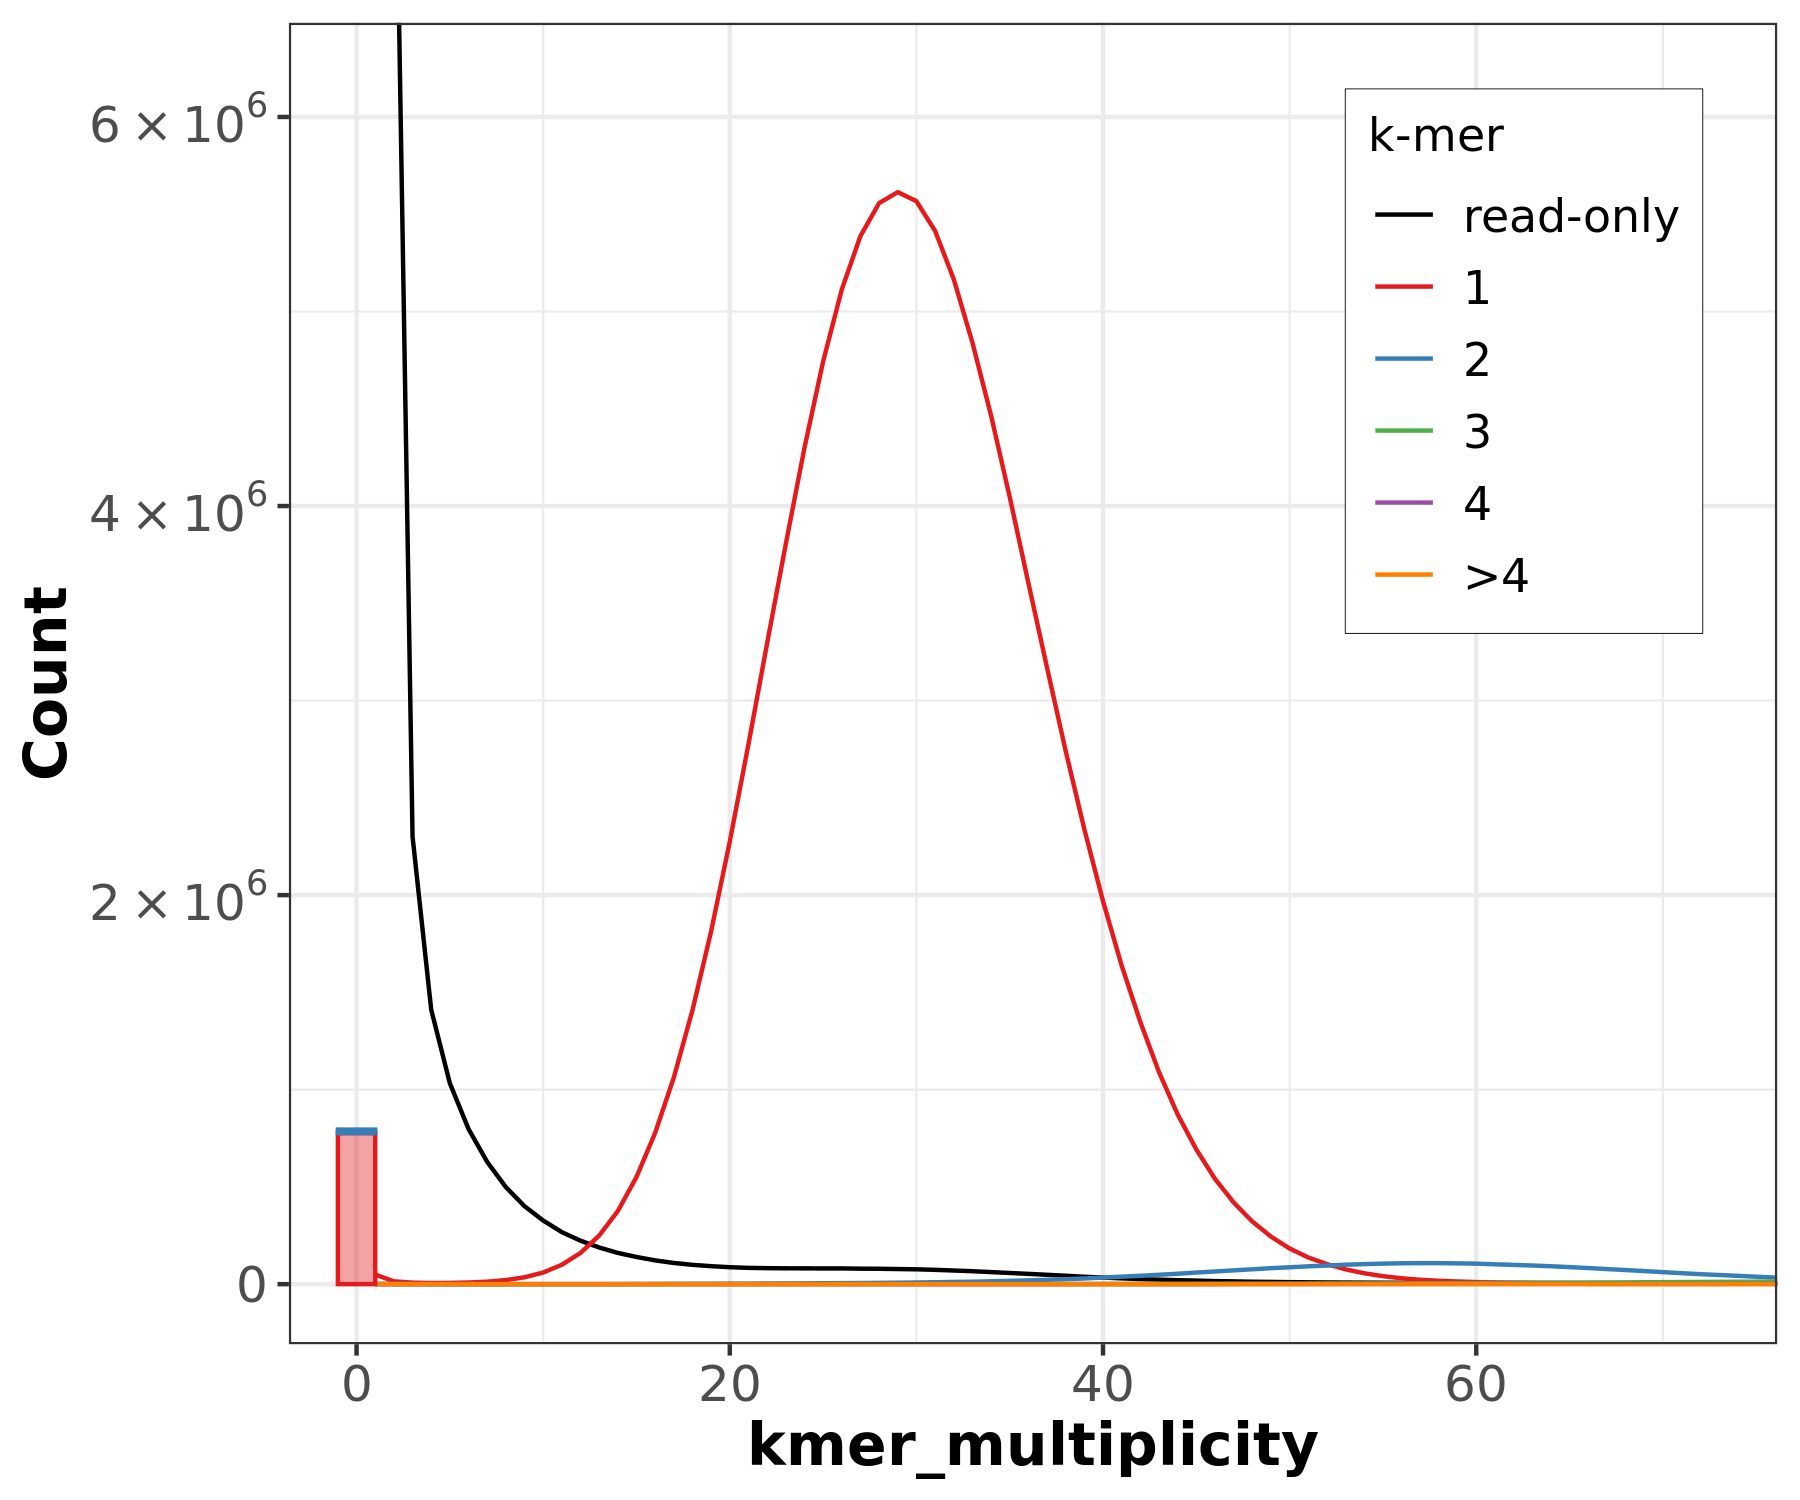 6 × 10⁶
4 × 10⁶
2 × 10⁶
0
Count
k-mer
read-only
1
2
3
4
>4
0 20 40 60
kmer_multiplicity